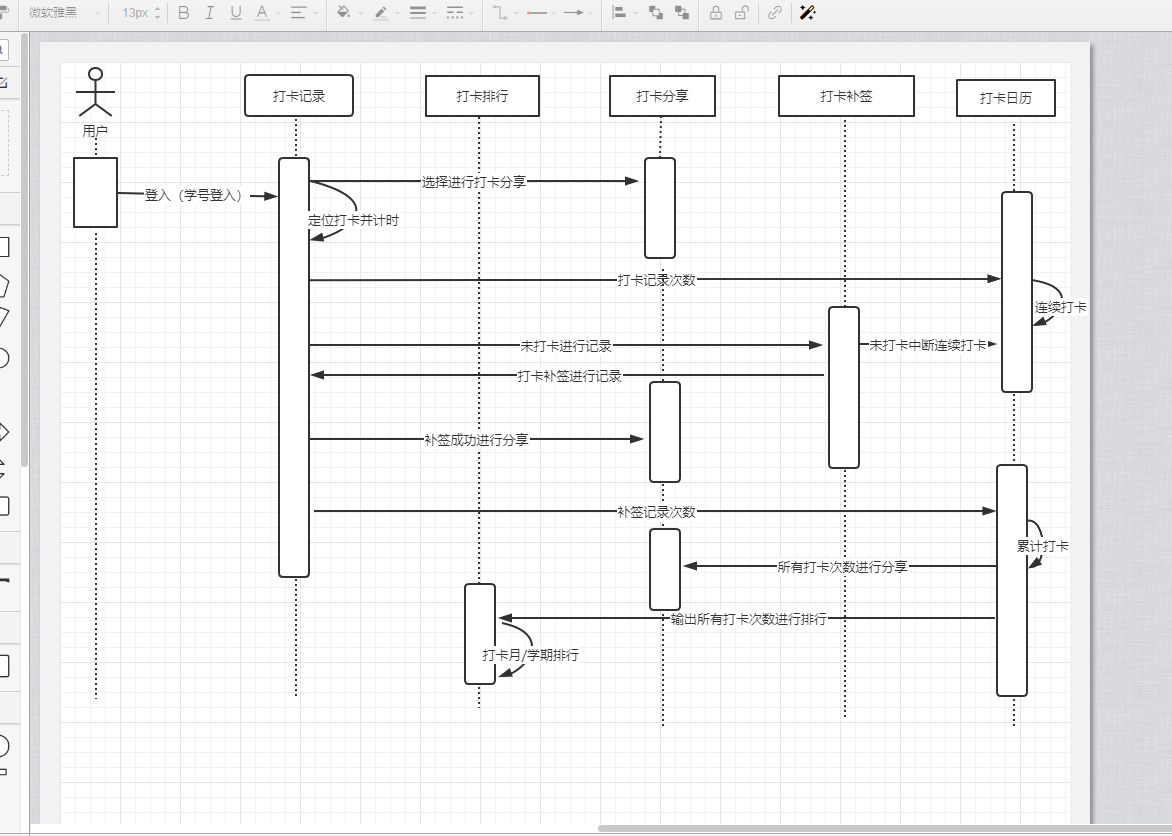 微软雅黑
13px
B I U A
打卡记录
打卡排行
打卡分享
打卡补签
打卡日历
用户
登入（学号登入）
选择进行打卡分享
定位打卡并计时
打卡记录次数
连续打卡
未打卡进行记录
未打卡中断连续打卡
打卡补签进行记录
补签成功进行分享
补签记录次数
累计打卡
所有打卡次数进行分享
输出所有打卡次数进行排行
打卡月/学期排行